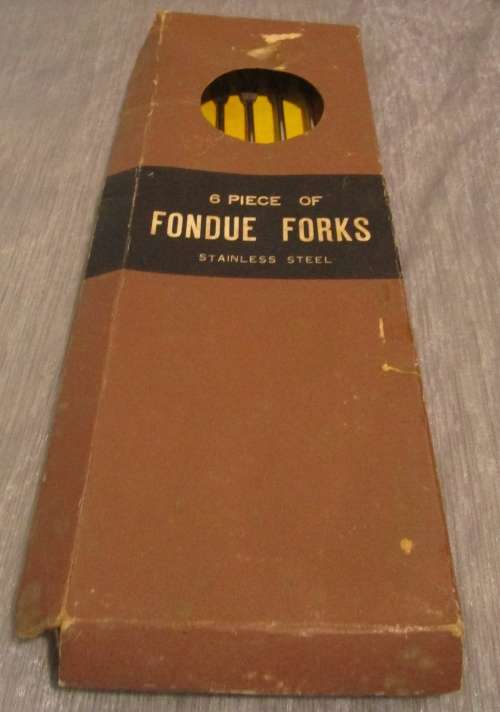 6 PIECE OF
FONDUE FORKS
STAINLESS STEEL